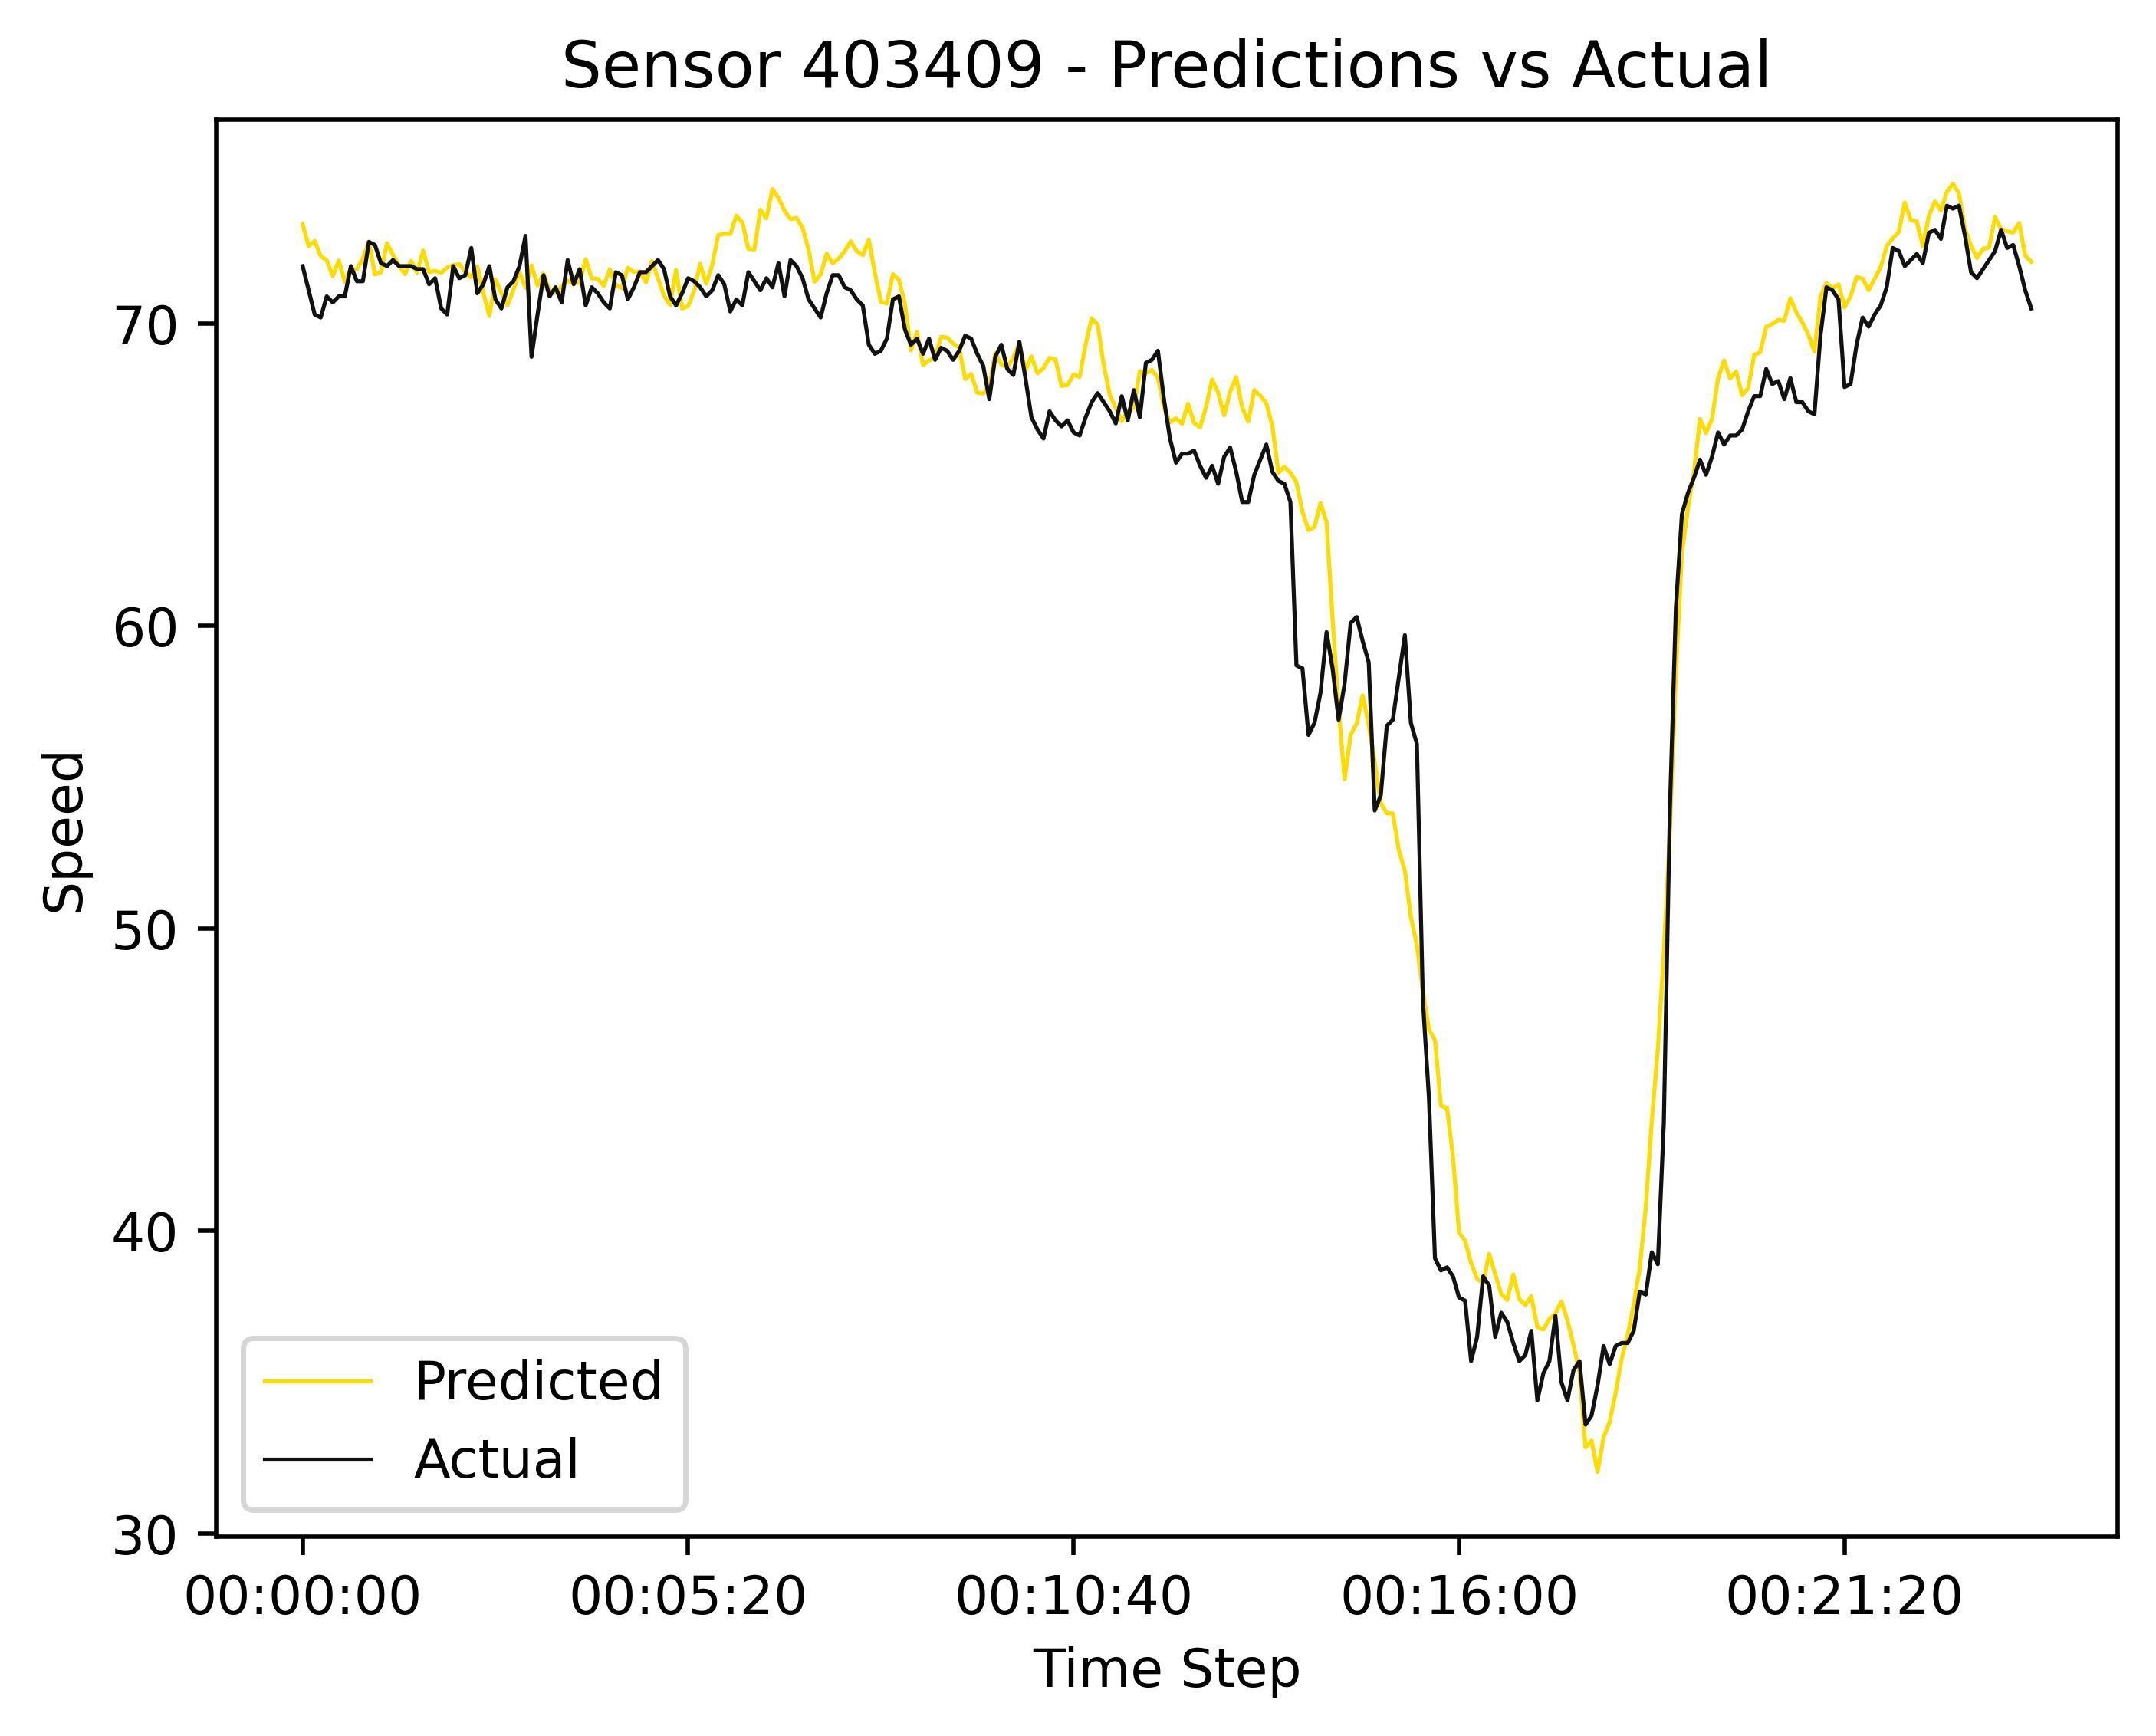 Sensor 403409 - Predictions vs Actual
70
60
50
40
30
Speed
Predicted
Actual
00:00:00 00:05:20 00:10:40 00:16:00 00:21:20
Time Step